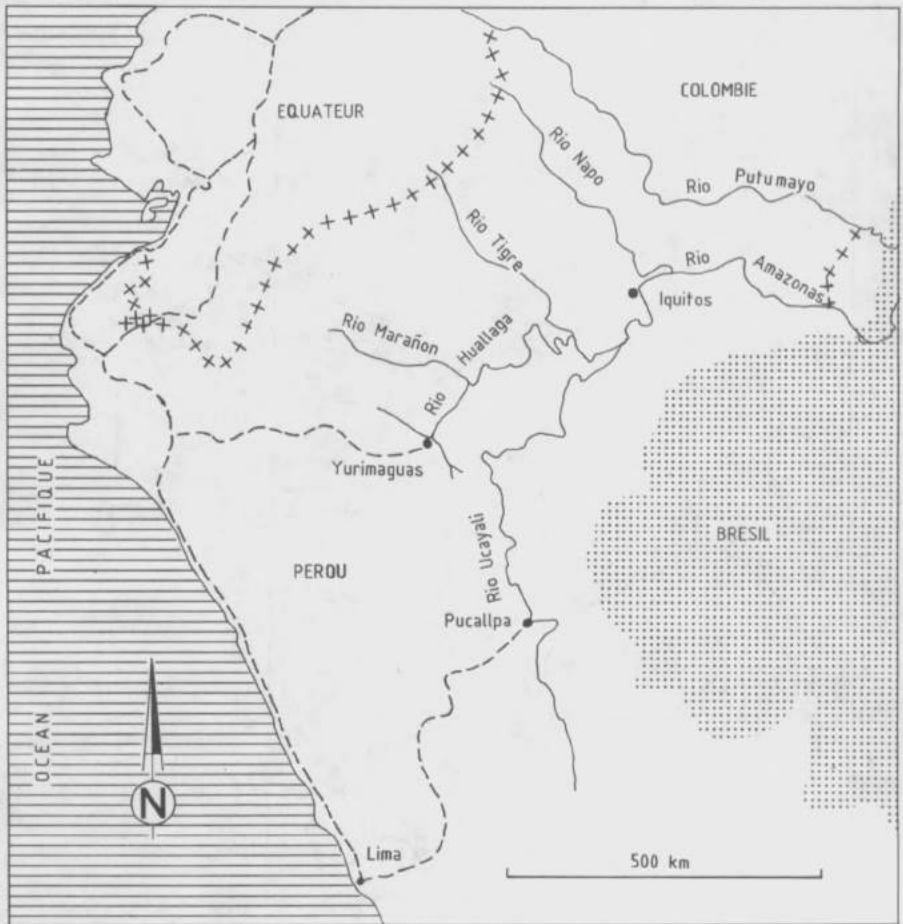 COLOMBIE
EQUATEUR
Rio Napo
Rio Putumayo
Rio Tigre
Rio Amazonas
Iquitos
Rio Marañon
Rio Huallaga
Yurimaguas
PACIFIQUE
BRESIL
Rio Ucayali
PEROU
Pucallpa
OCEAN
N
Lima
500 km